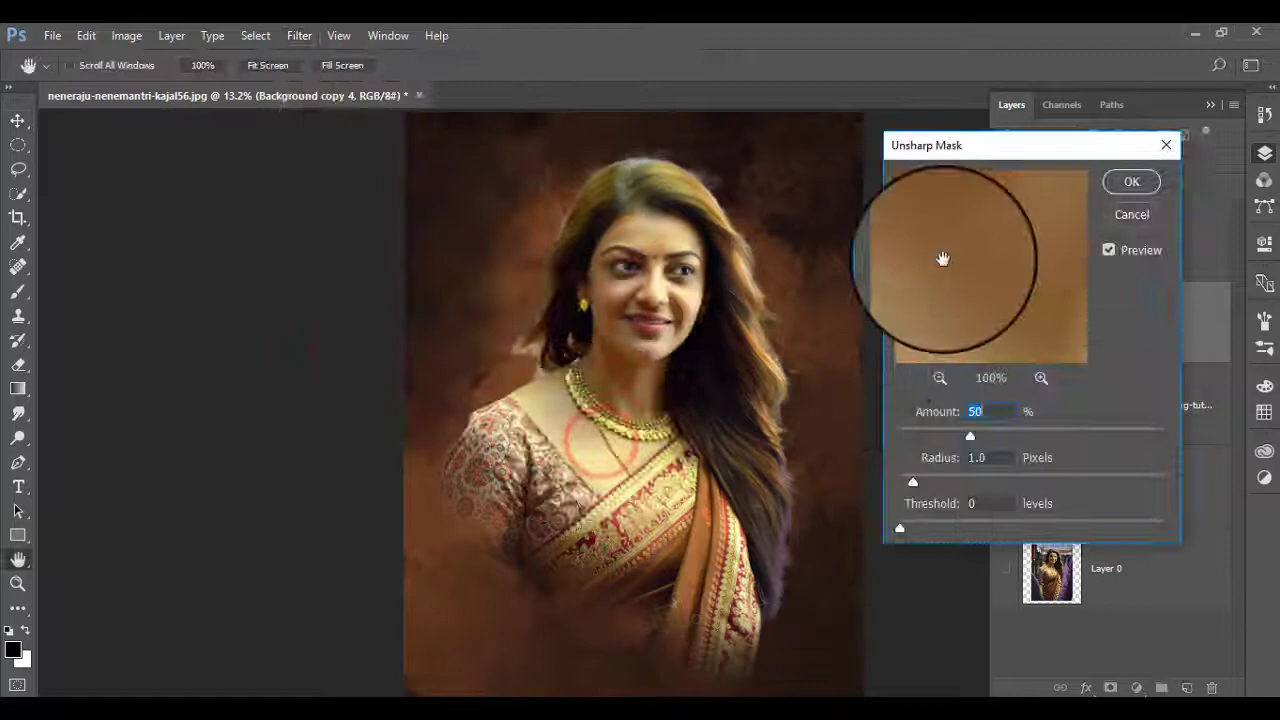 Ps File Edit Image Layer Type Select Filter View Window Help
Scroll All Windows 100% Fit Screen Fill Screen
neneraju-nenemantri-kajal56.jpg @ 13.2% (Background copy 4, RGB/8#) * ×
Layers Channels Paths
Unsharp Mask
OK
Cancel
Preview
100%
Amount: 50 %
Radius: 1.0 Pixels
g-tut...
Threshold: 0 levels
Layer 0
fx